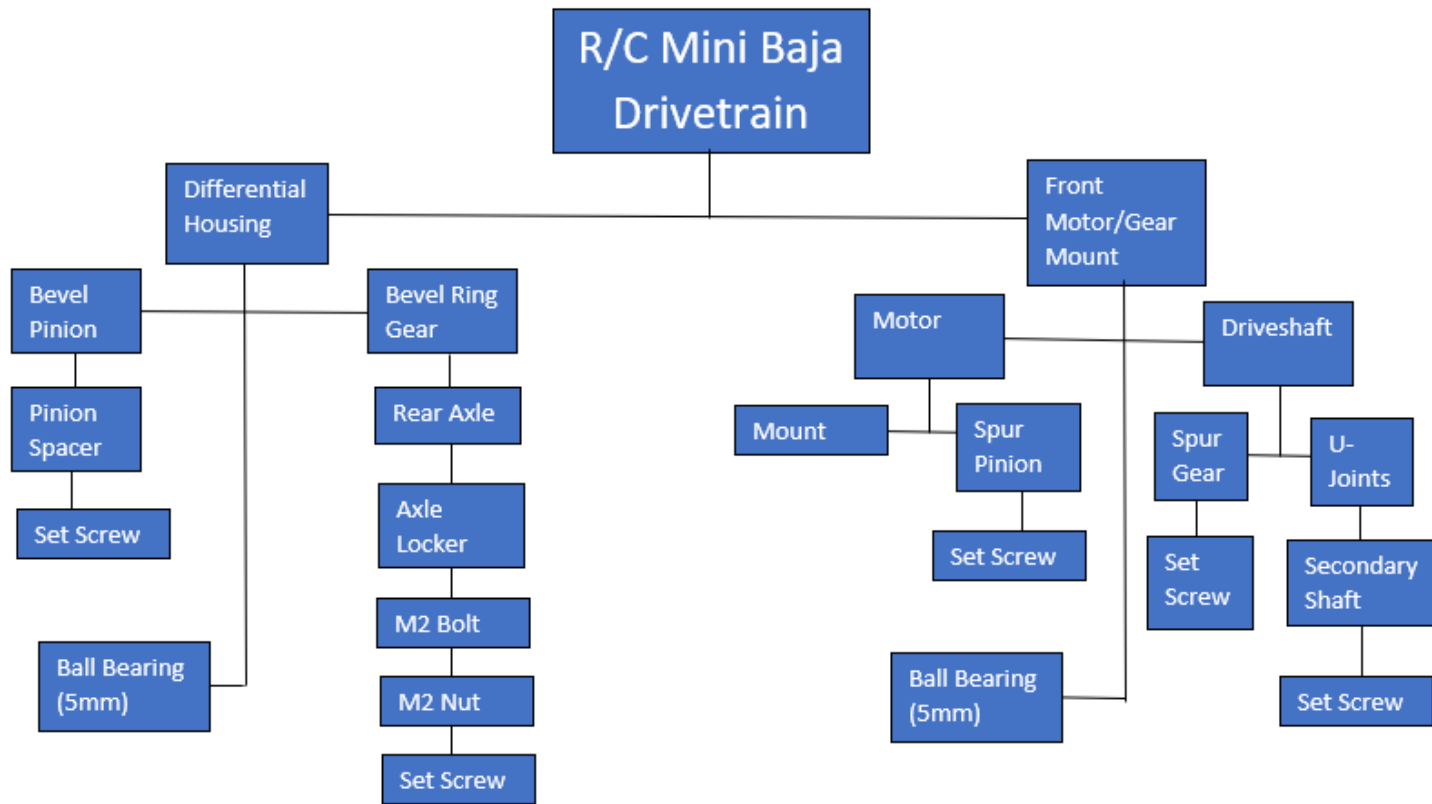 R/C Mini Baja
Drivetrain
Differential
Housing
Front
Motor/Gear
Mount
Bevel
Pinion
Bevel Ring
Gear
Motor
Driveshaft
Pinion
Spacer
Rear Axle
Mount
Spur
Pinion
Spur
Gear
U-
Joints
Set Screw
Axle
Locker
Set Screw
Set
Screw
Secondary
Shaft
M2 Bolt
Ball Bearing
(5mm)
M2 Nut
Ball Bearing
(5mm)
Set Screw
Set Screw